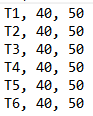 T1, 40, 50
T2, 40, 50
T3, 40, 50
T4, 40, 50
T5, 40, 50
T6, 40, 50